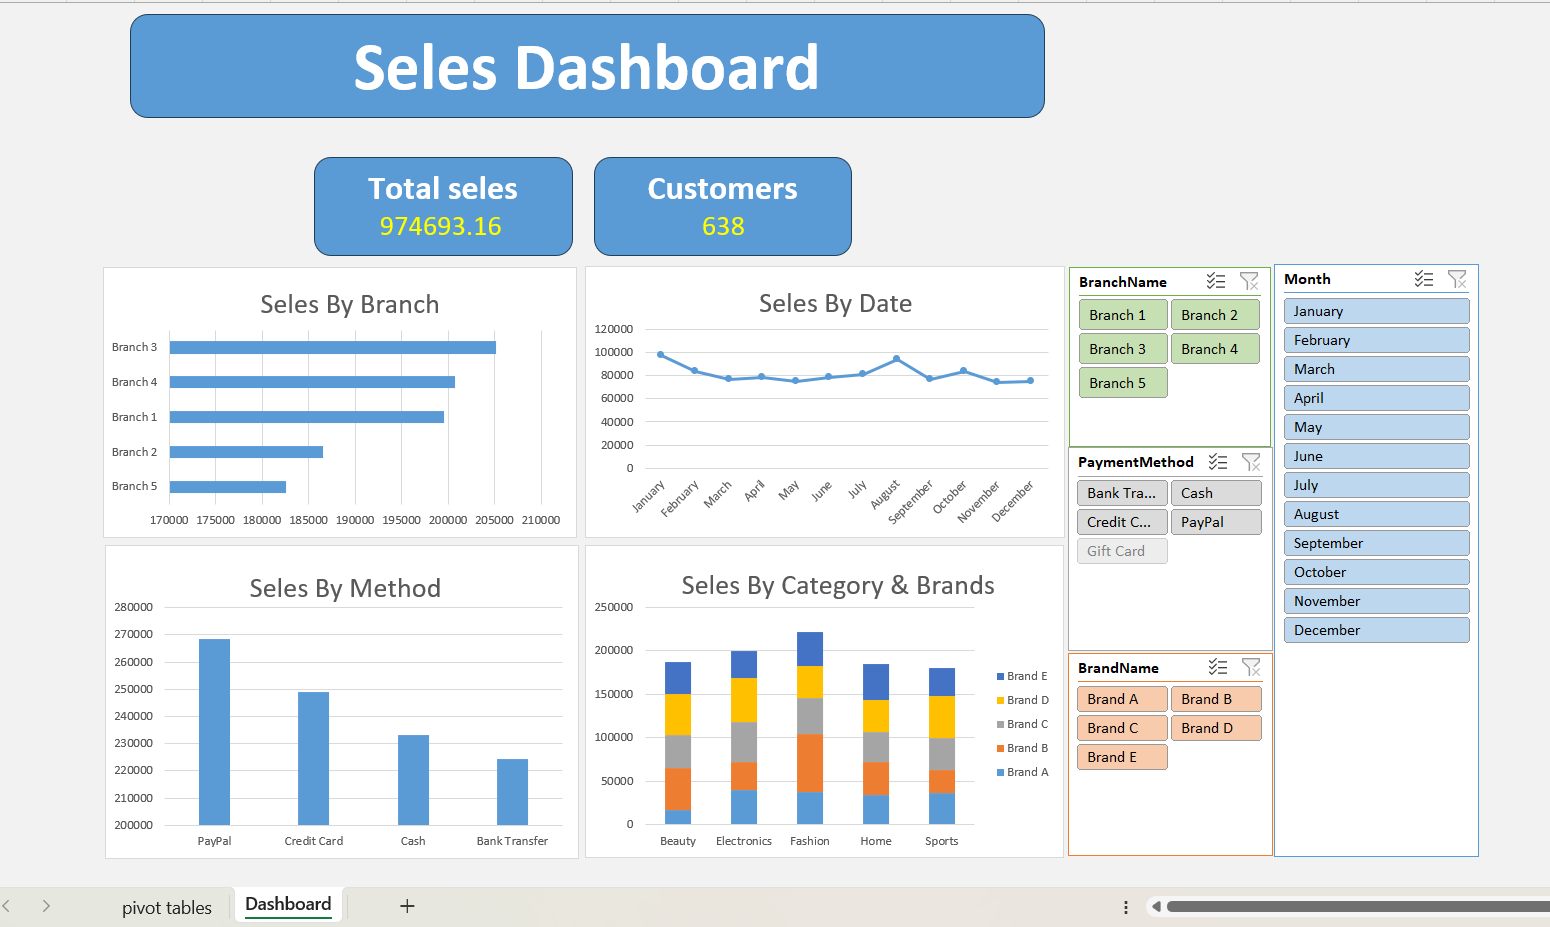 Seles Dashboard
Total seles
974693.16
Customers
638
Seles By Branch
Branch 3
Branch 4
Branch 1
Branch 2
Branch 5
170000 175000 180000 185000 190000 195000 200000 205000 210000
Seles By Date
120000
100000
80000
60000
40000
20000
0
January February March April May June July August September October November December
Seles By Method
280000
270000
260000
250000
240000
230000
220000
210000
200000
PayPal Credit Card Cash Bank Transfer
Seles By Category & Brands
250000
200000
150000
100000
50000
0
Beauty Electronics Fashion Home Sports
Brand E
Brand D
Brand C
Brand B
Brand A
BranchName
Branch 1 Branch 2
Branch 3 Branch 4
Branch 5
PaymentMethod
Bank Tra... Cash
Credit C... PayPal
Gift Card
BrandName
Brand A Brand B
Brand C Brand D
Brand E
Month
January
February
March
April
May
June
July
August
September
October
November
December
pivot tables Dashboard